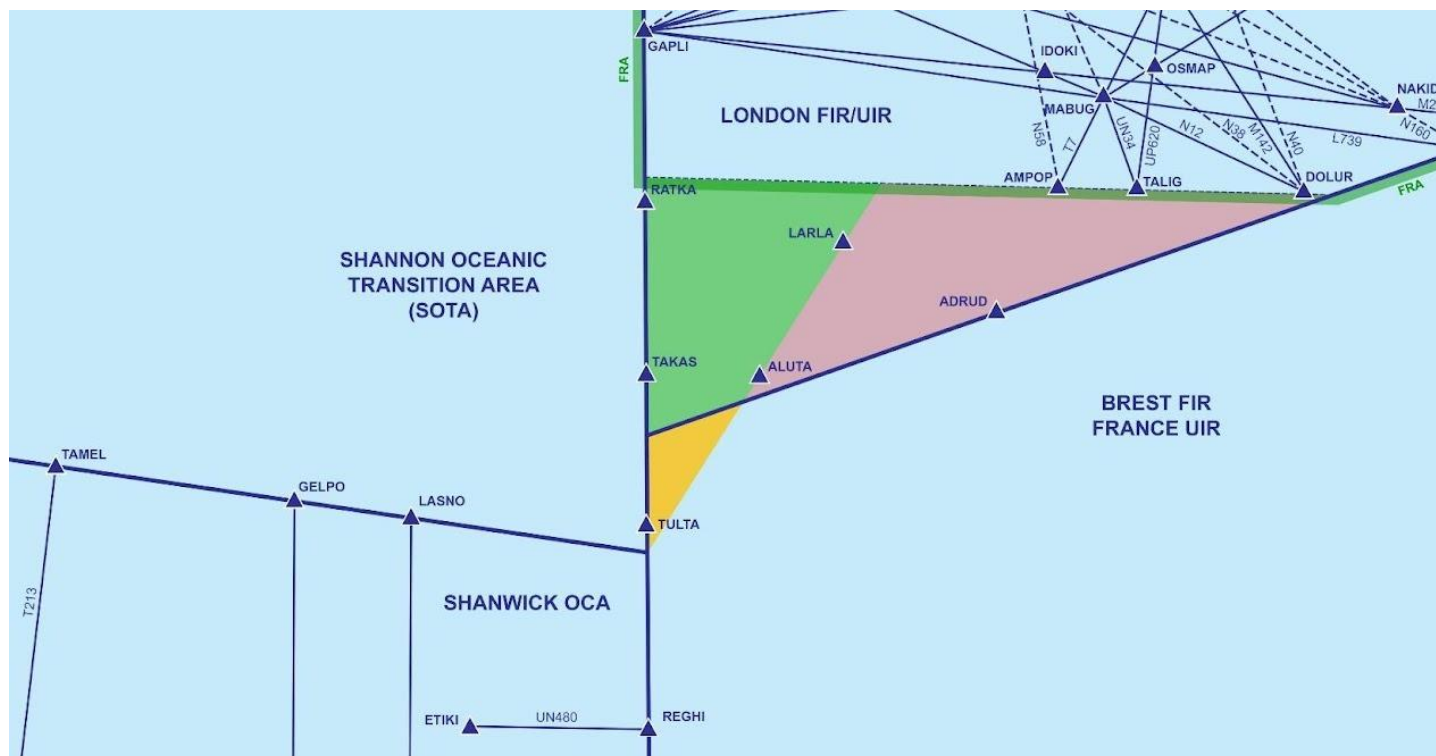 GAPLI
FRA
IDOKI
OSMAP
NAKID
MABUG
M2
N160
LONDON FIR/UIR
N58
T7
UN34
UP620
N12
N38
M142
N40
L739
AMPOP
TALIG
DOLUR
FRA
RATKA
LARLA
SHANNON OCEANIC
TRANSITION AREA
(SOTA)
ADRUD
TAKAS
ALUTA
BREST FIR
FRANCE UIR
TAMEL
GELPO
LASNO
TULTA
T213
SHANWICK OCA
ETIKI
UN480
REGHI